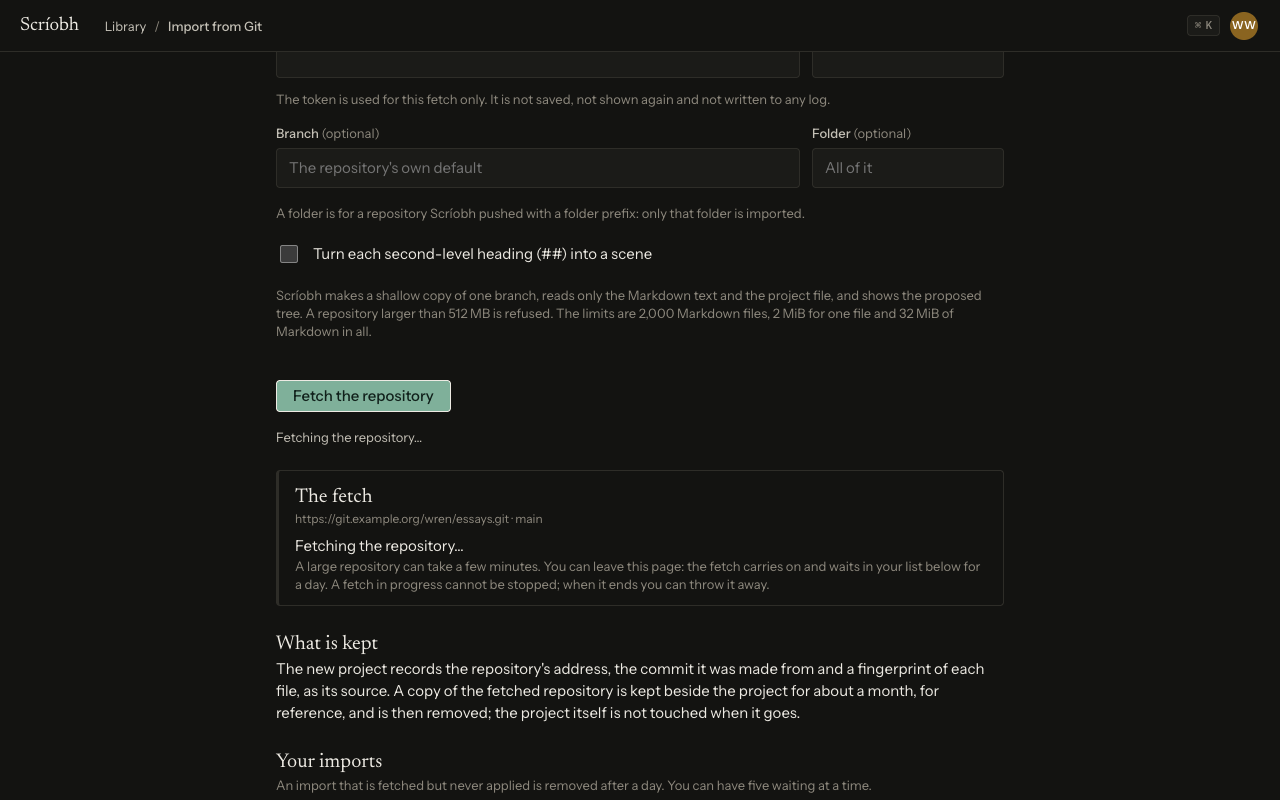 Scríobh
Library / Import from Git
⌘ K
WW
The token is used for this fetch only. It is not saved, not shown again and not written to any log.
Branch (optional)
Folder (optional)
The repository's own default
All of it
A folder is for a repository Scríobh pushed with a folder prefix: only that folder is imported.
Turn each second-level heading (##) into a scene
Scríobh makes a shallow copy of one branch, reads only the Markdown text and the project file, and shows the proposed
tree. A repository larger than 512 MB is refused. The limits are 2,000 Markdown files, 2 MiB for one file and 32 MiB of
Markdown in all.
Fetch the repository
Fetching the repository…
The fetch
https://git.example.org/wren/essays.git · main
Fetching the repository…
A large repository can take a few minutes. You can leave this page: the fetch carries on and waits in your list below for
a day. A fetch in progress cannot be stopped; when it ends you can throw it away.
What is kept
The new project records the repository's address, the commit it was made from and a fingerprint of each
file, as its source. A copy of the fetched repository is kept beside the project for about a month, for
reference, and is then removed; the project itself is not touched when it goes.
Your imports
An import that is fetched but never applied is removed after a day. You can have five waiting at a time.